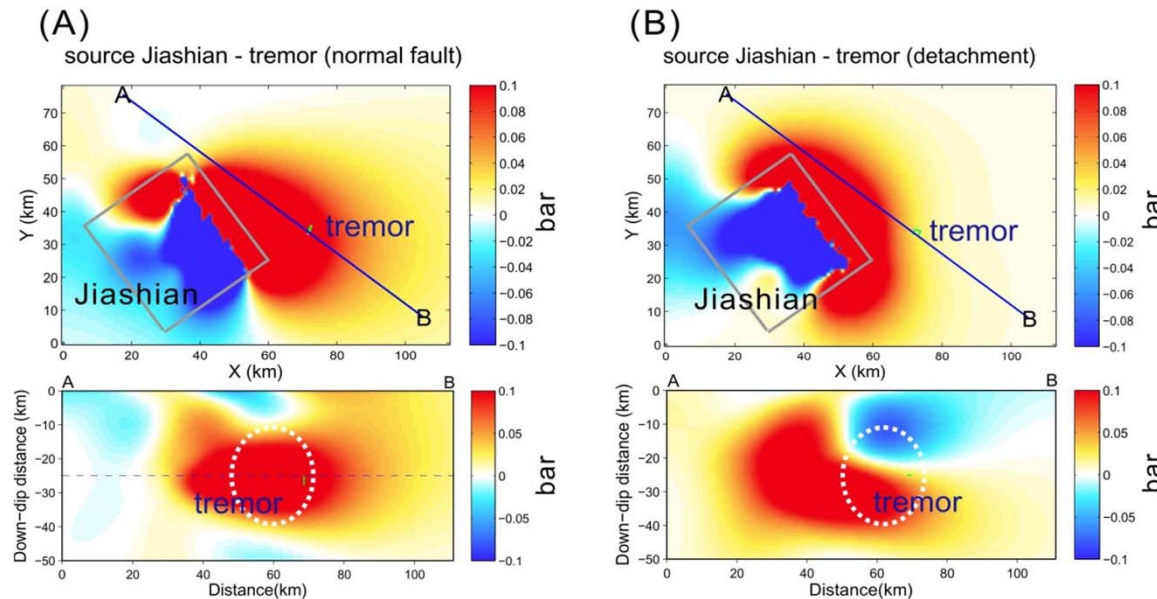 (A)
source Jiashian - tremor (normal fault)
A
B
tremor
Jiashian
Y (km)
70
60
50
40
30
20
10
0
0 20 40 60 80 100
X (km)
0.1
0.08
0.06
0.04
0.02
0
−0.02
−0.04
−0.06
−0.08
−0.1
bar
A B
tremor
Down-dip distance (km)
0
−10
−20
−30
−40
−50
0 20 40 60 80 100
Distance(km)
0.1
0.05
0
−0.05
−0.1
bar
(B)
source Jiashian - tremor (detachment)
A
B
tremor
Jiashian
Y (km)
70
60
50
40
30
20
10
0
0 20 40 60 80 100
X (km)
0.1
0.08
0.06
0.04
0.02
0
−0.02
−0.04
−0.06
−0.08
−0.1
bar
A B
tremor
Down-dip distance (km)
0
−10
−20
−30
−40
−50
0 20 40 60 80 100
Distance(km)
0.1
0.05
0
−0.05
−0.1
bar